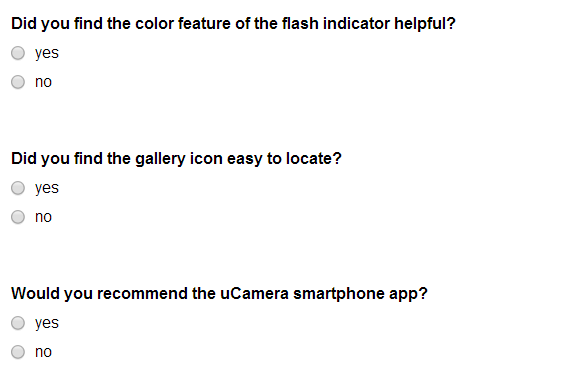 Did you find the color feature of the flash indicator helpful?
yes
no
Did you find the gallery icon easy to locate?
yes
no
Would you recommend the uCamera smartphone app?
yes
no